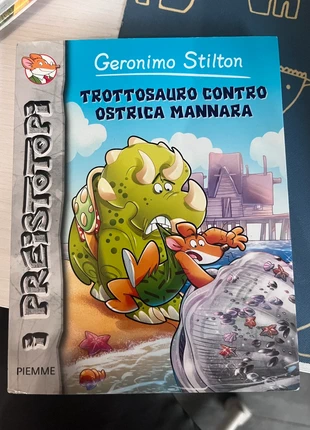 Geronimo Stilton
TROTTOSAURO CONTRO
OSTRICA MANNARA
I PREISTOTOPI
PIEMME